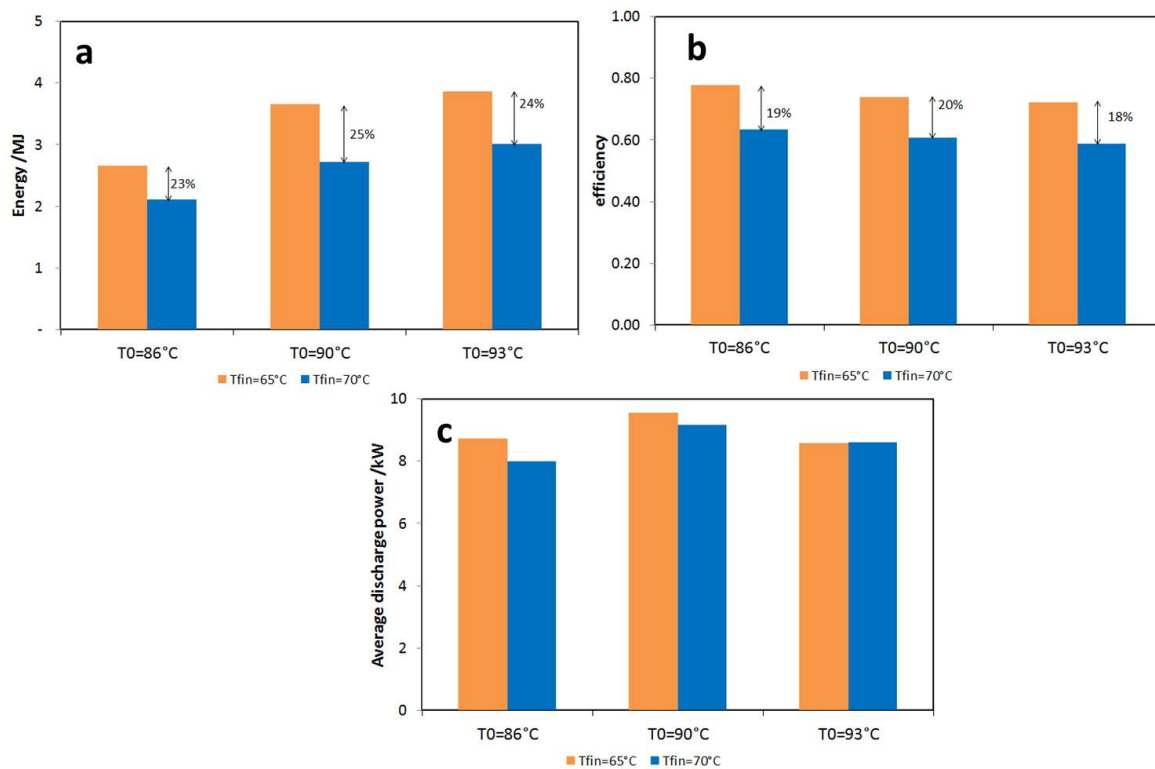 a
Energy /MJ
5
4
3
2
1
-
23%
25%
24%
T0=86°C
T0=90°C
T0=93°C
Tfin=65°C
Tfin=70°C
b
efficiency
1.00
0.80
0.60
0.40
0.20
0.00
19%
20%
18%
T0=86°C
T0=90°C
T0=93°C
Tfin=65°C
Tfin=70°C
c
Average discharge power /kW
10
8
6
4
2
0
T0=86°C
T0=90°C
T0=93°C
Tfin=65°C
Tfin=70°C